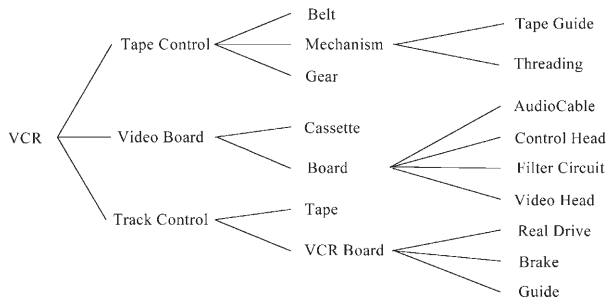 Belt
Tape Control
Mechanism
Tape Guide
Gear
Threading
VCR
Video Board
Cassette
Board
AudioCable
Control Head
Filter Circuit
Video Head
Track Control
Tape
VCR Board
Real Drive
Brake
Guide